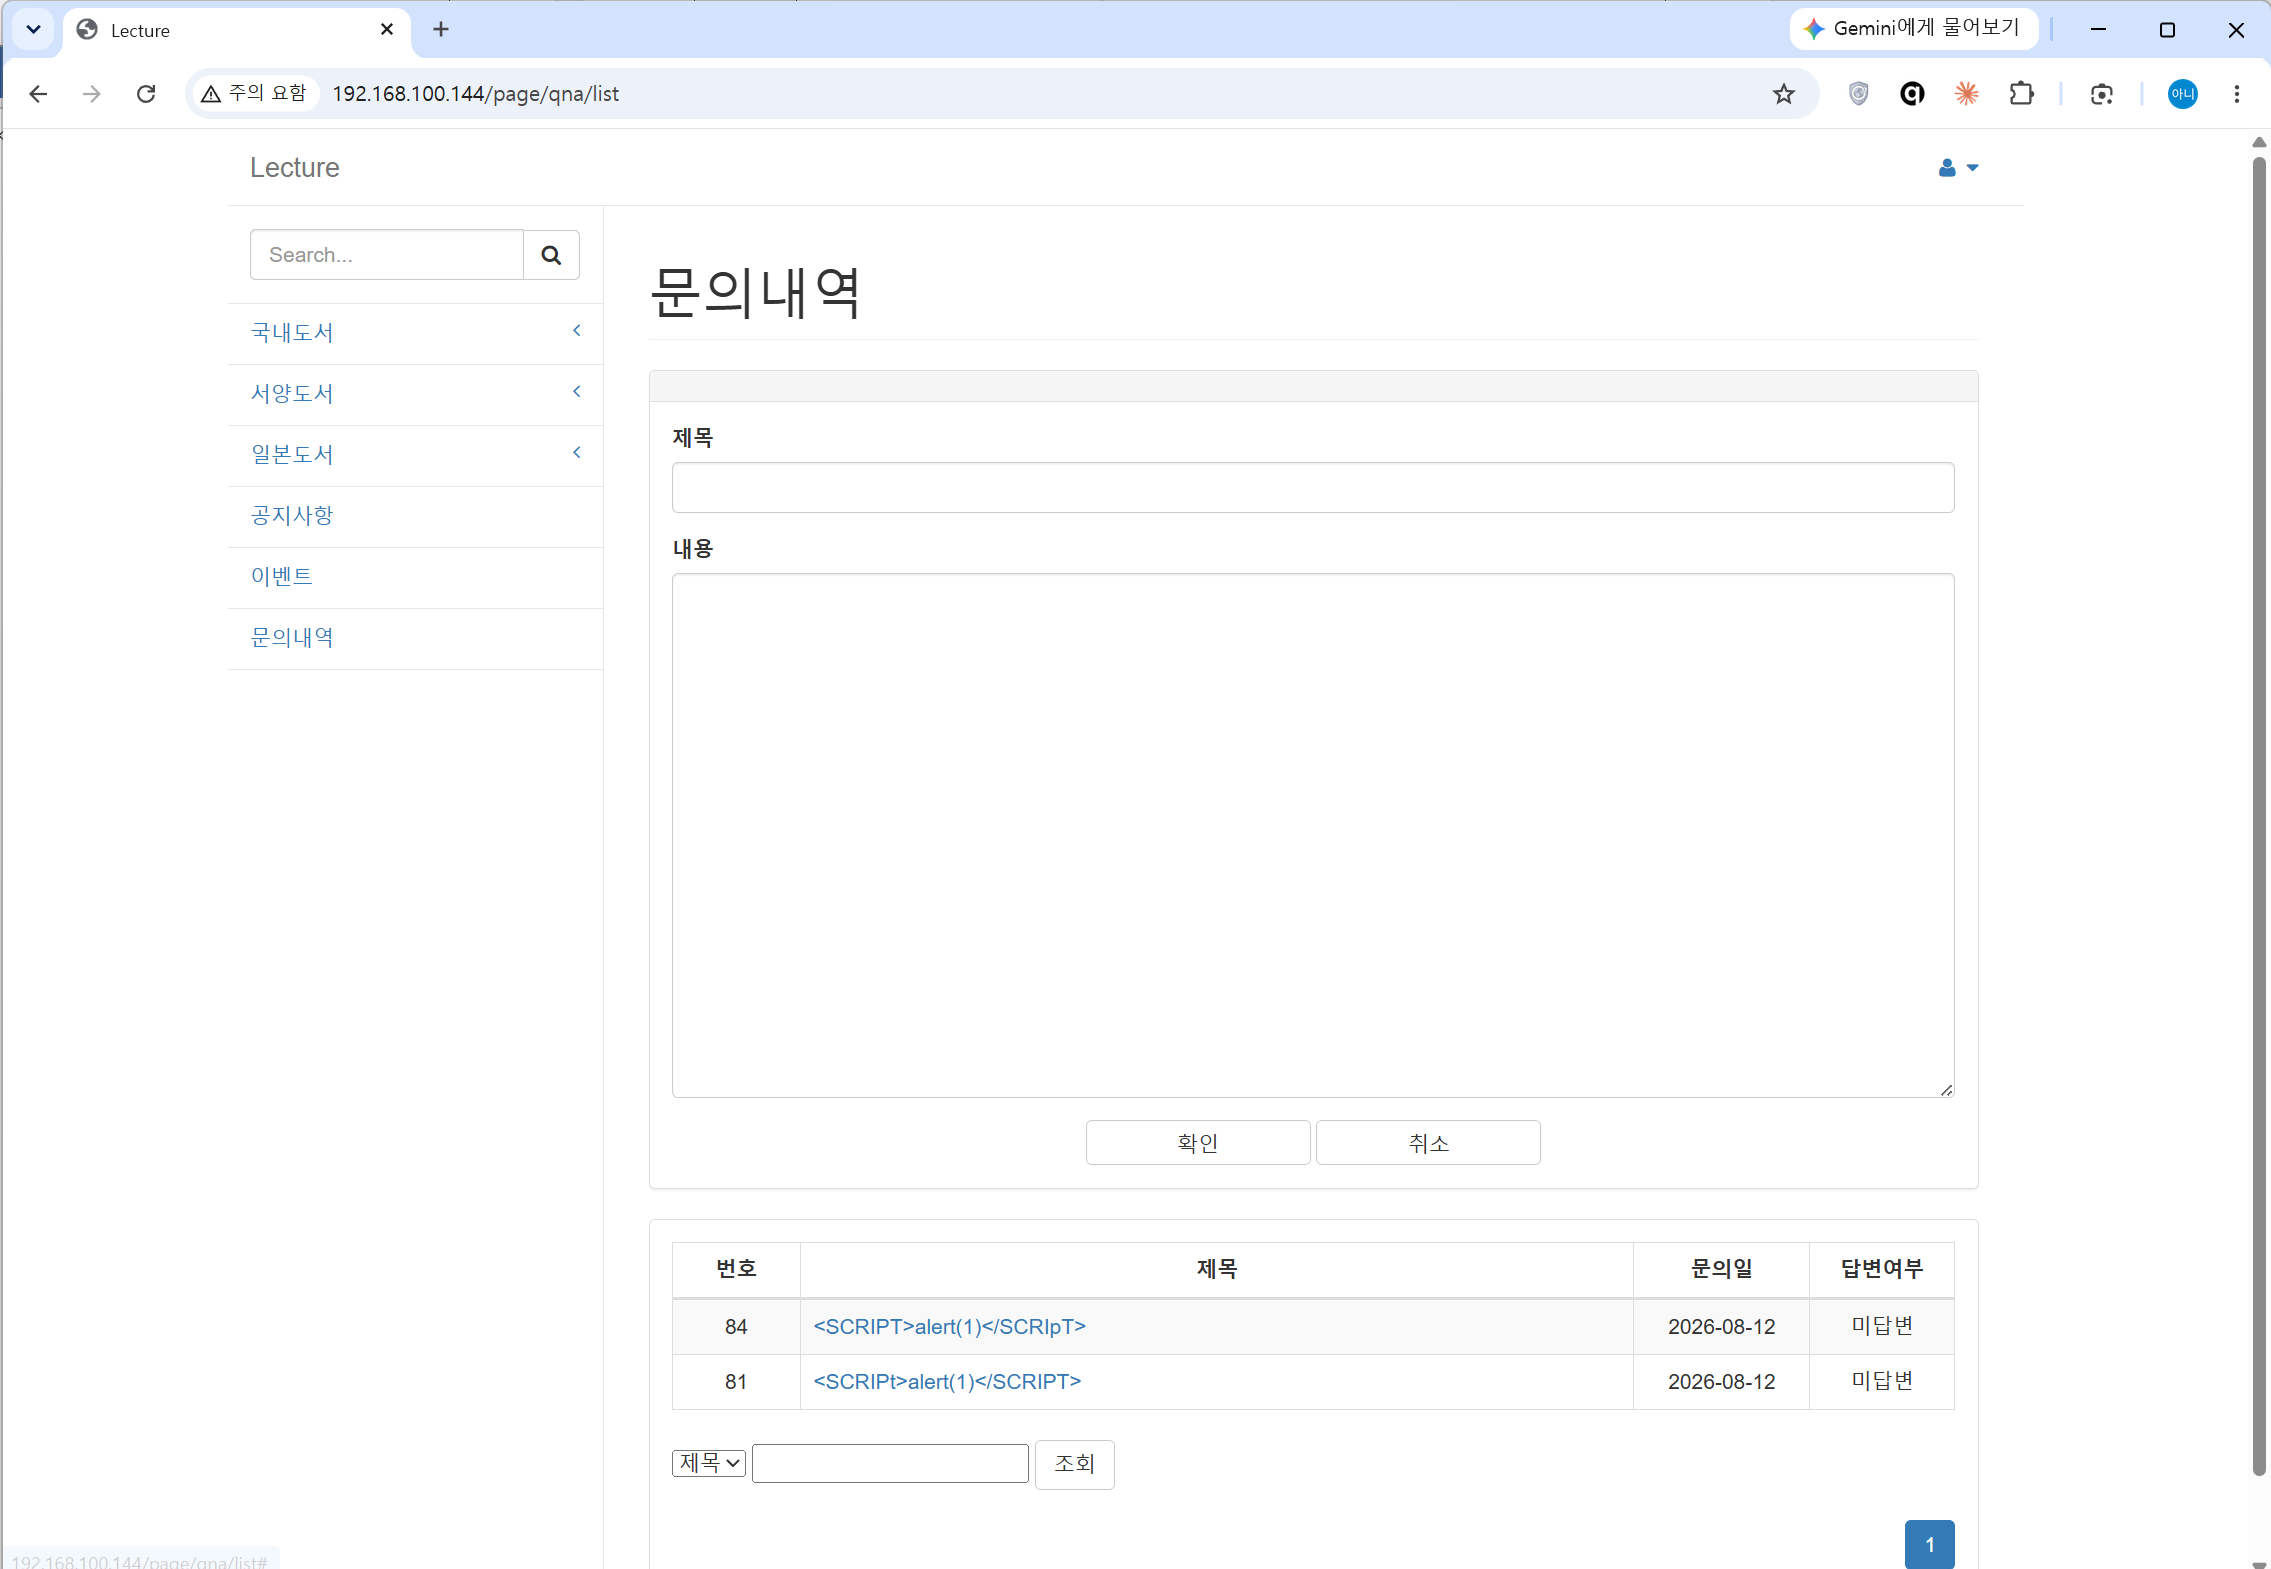 Lecture
Gemini에게 물어보기
주의 요함
192.168.100.144/page/qna/list
아니
Lecture
Search...
국내도서
서양도서
일본도서
공지사항
이벤트
문의내역
문의내역
제목
내용
확인 취소
번호 제목 문의일 답변여부
84 <SCRIPT>alert(1)</SCRIpT> 2026-08-12 미답변
81 <SCRIPt>alert(1)</SCRIPT> 2026-08-12 미답변
제목 조회
1
192.168.100.144/page/qna/list#